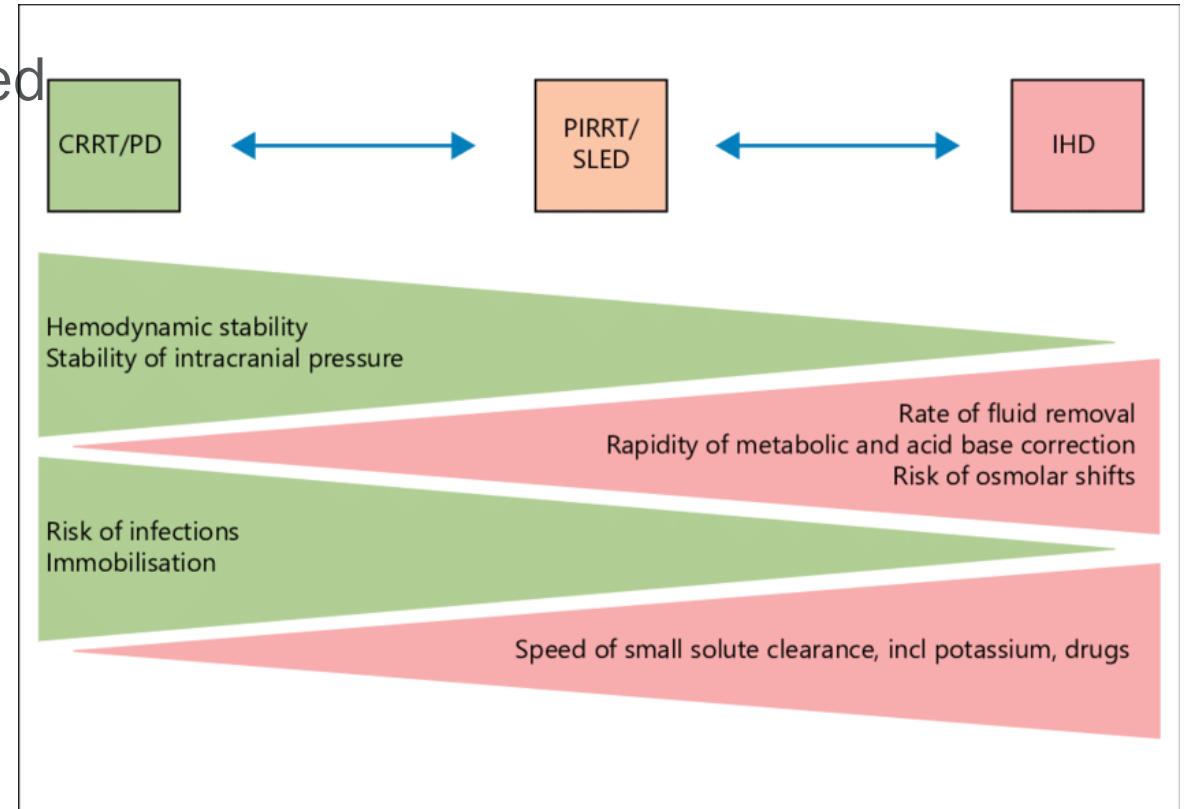 ed
CRRT/PD
PIRRT/
SLED
IHD
Hemodynamic stability
Stability of intracranial pressure
Rate of fluid removal
Rapidity of metabolic and acid base correction
Risk of osmolar shifts
Risk of infections
Immobilisation
Speed of small solute clearance, incl potassium, drugs